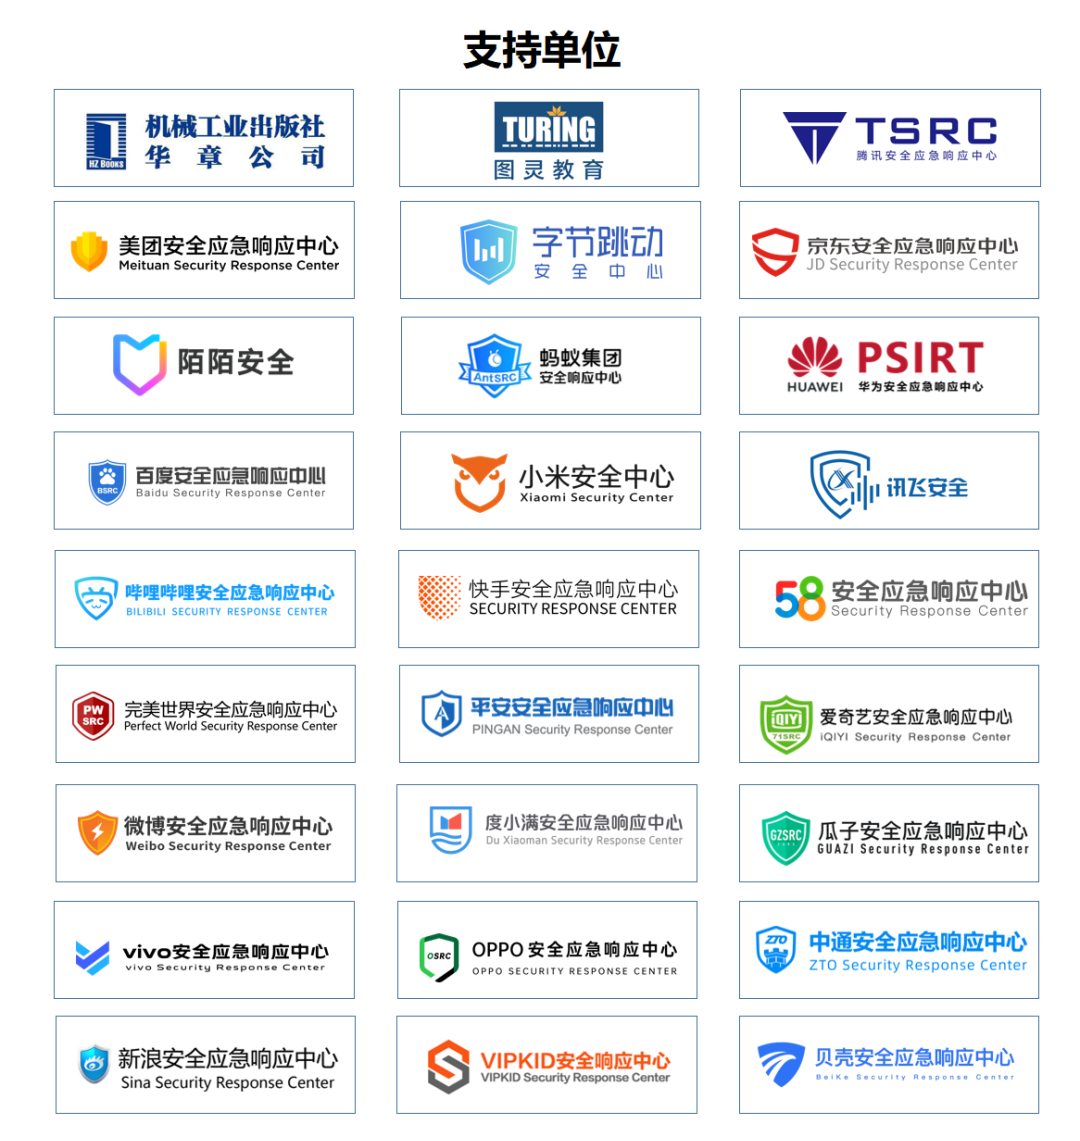 支持单位
机械工业出版社
华章公司
HZ BOOKS
TURING
图灵教育
TSRC
腾讯安全应急响应中心
美团安全应急响应中心
Meituan Security Response Center
字节跳动
安全中心
京东安全应急响应中心
JD Security Response Center
陌陌安全
蚂蚁集团
AntSRC
安全响应中心
PSIRT
HUAWEI
华为安全应急响应中心
百度安全应急响应中心
BSRC
Baidu Security Response Center
小米安全中心
Xiaomi Security Center
讯飞安全
哔哩哔哩安全应急响应中心
BILIBILI SECURITY RESPONSE CENTER
快手安全应急响应中心
SECURITY RESPONSE CENTER
58
安全应急响应中心
Security Response Center
PW
SRC
完美世界安全应急响应中心
Perfect World Security Response Center
平安安全应急响应中心
PINGAN Security Response Center
iQIYI
71SRC
爱奇艺安全应急响应中心
iQIYI Security Response Center
微博安全应急响应中心
Weibo Security Response Center
度小满安全应急响应中心
Du Xiaoman Security Response Center
GZSRC
瓜子安全应急响应中心
GUAZI Security Response Center
vivo安全应急响应中心
vivo Security Response Center
OSRC
OPPO 安全应急响应中心
OPPO SECURITY RESPONSE CENTER
ZTO
中通安全应急响应中心
ZTO Security Response Center
新浪安全应急响应中心
Sina Security Response Center
VIPKID安全响应中心
VIPKID Security Response Center
贝壳安全应急响应中心
BeiKe Security Response Center